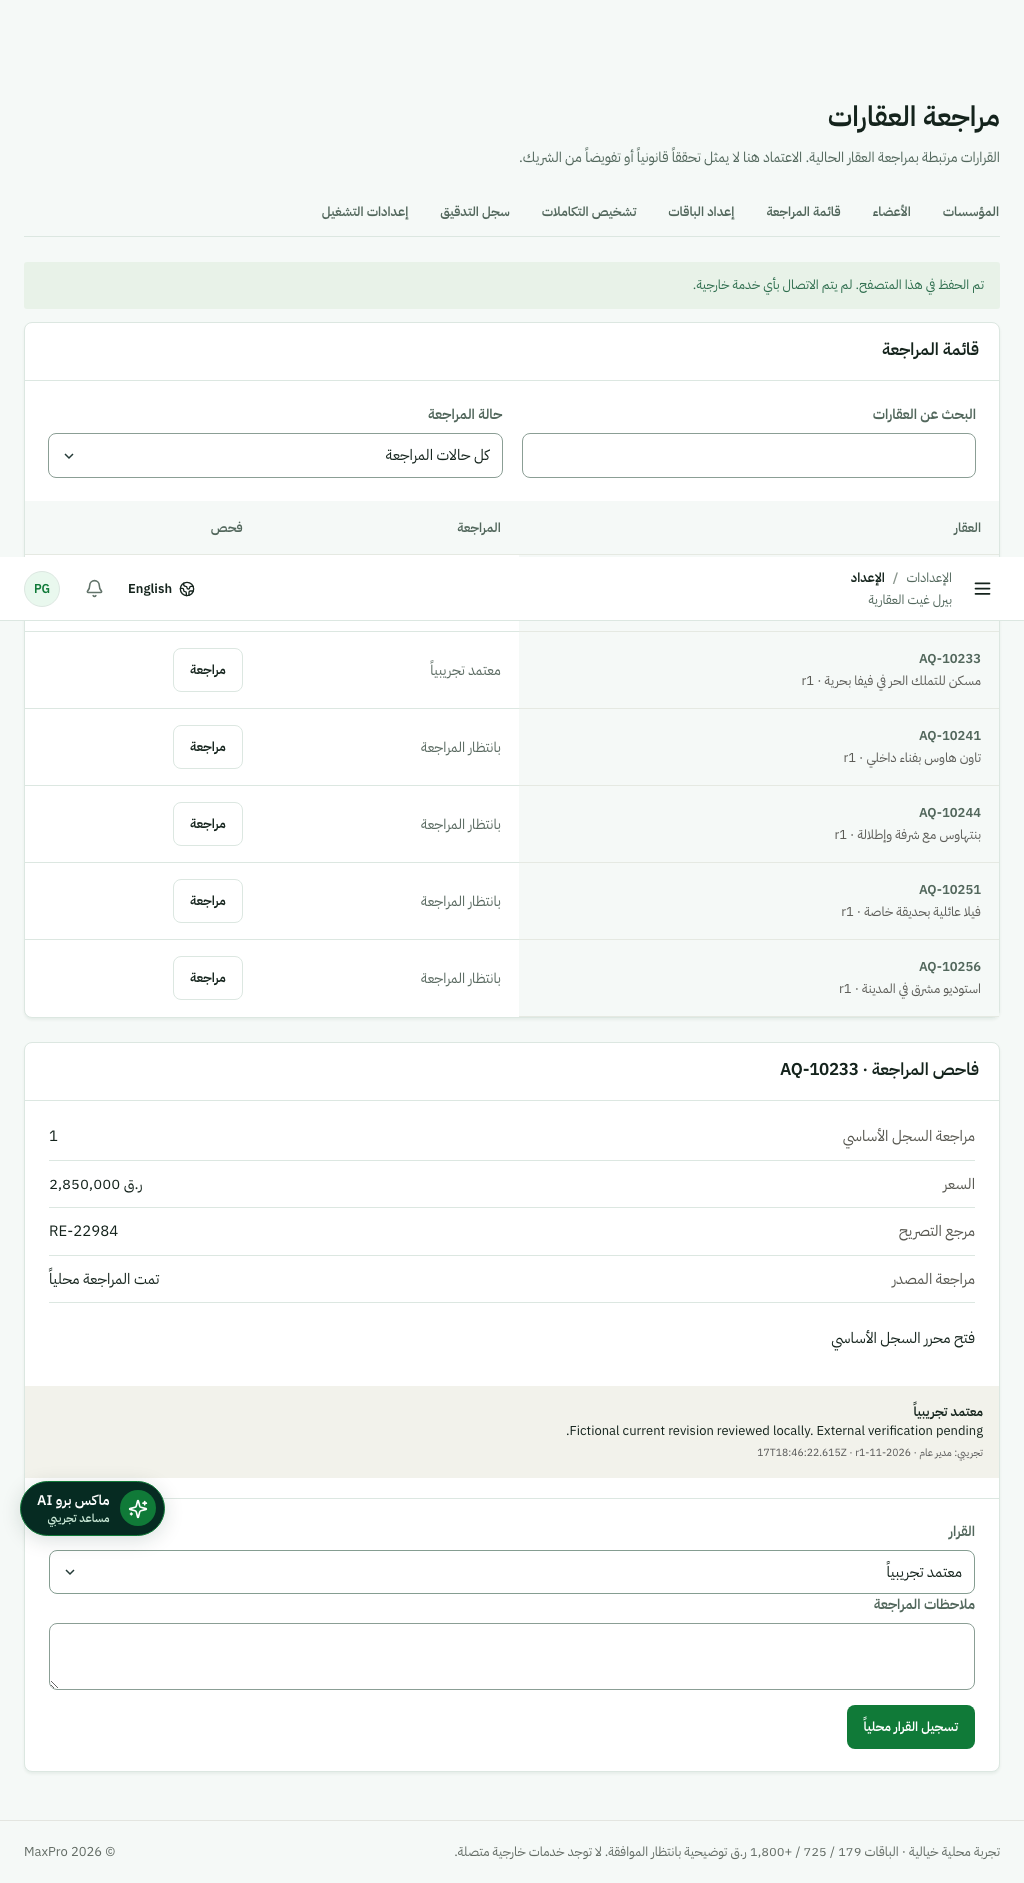 مراجعة العقارات
القرارات مرتبطة بمراجعة العقار الحالية. الاعتماد هنا لا يمثل تحققاً قانونياً أو تفويضاً من الشريك.
المؤسسات الأعضاء قائمة المراجعة إعداد الباقات تشخيص التكاملات سجل التدقيق إعدادات التشغيل
تم الحفظ في هذا المتصفح. لم يتم الاتصال بأي خدمة خارجية.
قائمة المراجعة
البحث عن العقارات حالة المراجعة
كل حالات المراجعة
العقار المراجعة فحص
الإعدادات / الإعداد English PG
بيرل غيت العقارية
AQ-10233 معتمد تجريبياً مراجعة
مسكن للتملك الحر في فيفا بحرية · r1
AQ-10241 بانتظار المراجعة مراجعة
تاون هاوس بفناء داخلي · r1
AQ-10244 بانتظار المراجعة مراجعة
بنتهاوس مع شرفة وإطلالة · r1
AQ-10251 بانتظار المراجعة مراجعة
فيلا عائلية بحديقة خاصة · r1
AQ-10256 بانتظار المراجعة مراجعة
استوديو مشرق في المدينة · r1
فاحص المراجعة · AQ-10233
مراجعة السجل الأساسي 1
السعر 2,850,000 ر.ق
مرجع التصريح RE-22984
مراجعة المصدر تمت المراجعة محلياً
فتح محرر السجل الأساسي
معتمد تجريبياً
Fictional current revision reviewed locally. External verification pending.
تجريبي: مدير عام · r1-11-2026 · 17T18:46:22.615Z
ماكس برو AI
مساعد تجريبي
القرار
معتمد تجريبياً
ملاحظات المراجعة
تسجيل القرار محلياً
تجربة محلية خيالية · الباقات 179 / 725 / +1,800 ر.ق توضيحية بانتظار الموافقة. لا توجد خدمات خارجية متصلة. © 2026 MaxPro